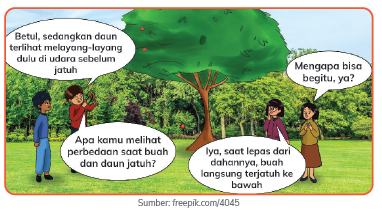 Betul, sedangkan daun
terlihat melayang-layang
dulu di udara sebelum
jatuh
Mengapa bisa
begitu, ya?
Apa kamu melihat
perbedaan saat buah
dan daun jatuh?
Iya, saat lepas dari
dahannya, buah
langsung terjatuh ke
bawah
Sumber: freepik.com/4045